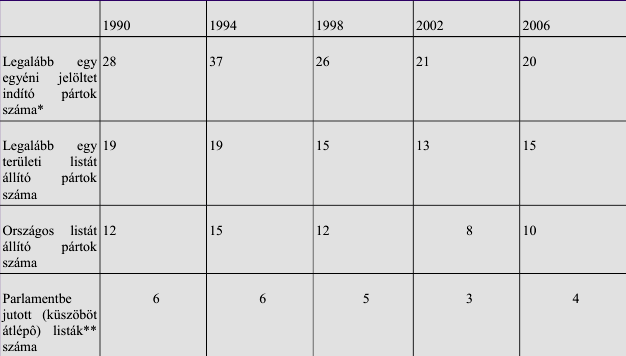 1990 1994 1998 2002 2006
Legalább egy 28 37 26 21 20
egyéni jelöltet
indító pártok
száma*
Legalább egy 19 19 15 13 15
területi listát
állító pártok
száma
Országos listát 12 15 12 8 10
állító pártok
száma
Parlamentbe 6 6 5 3 4
jutott (küszöböt
átlépô) listák**
száma